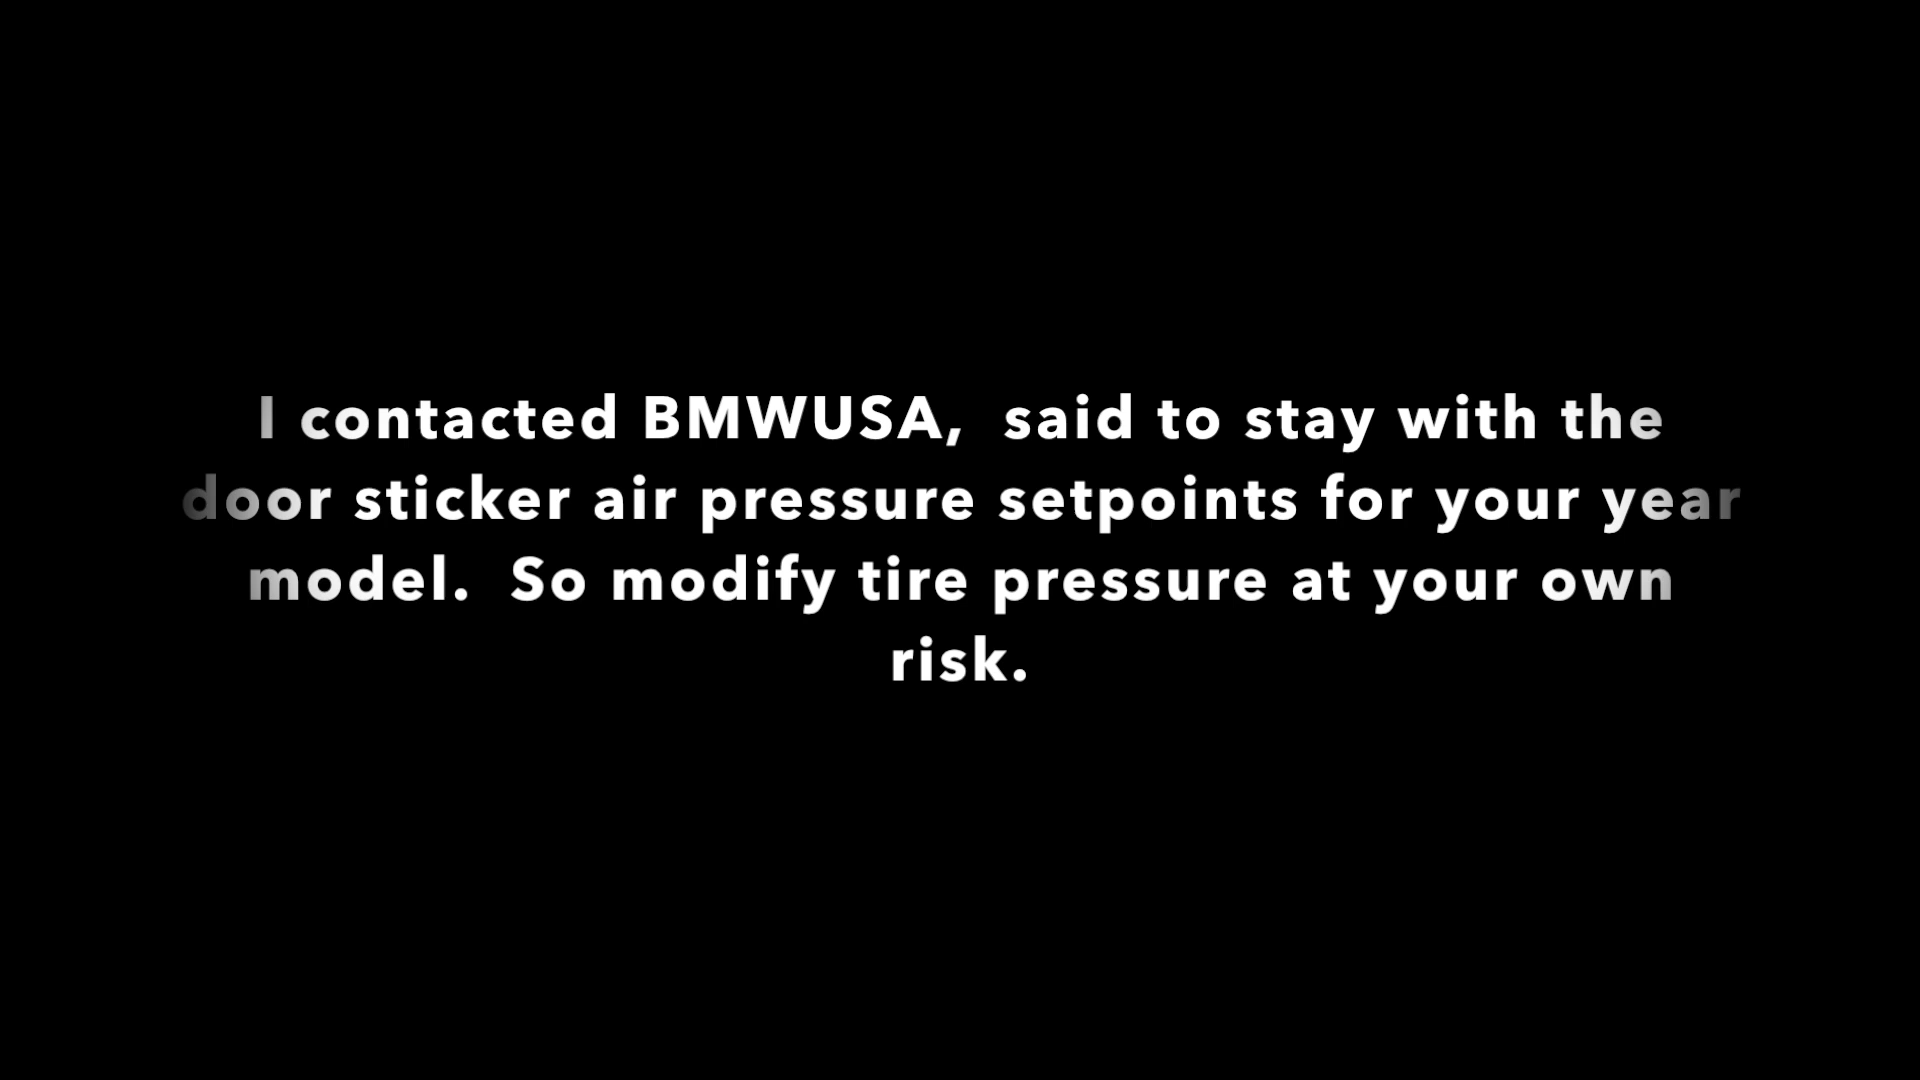 I contacted BMWUSA,  said to stay with the
door sticker air pressure setpoints for your year
model.  So modify tire pressure at your own
risk.